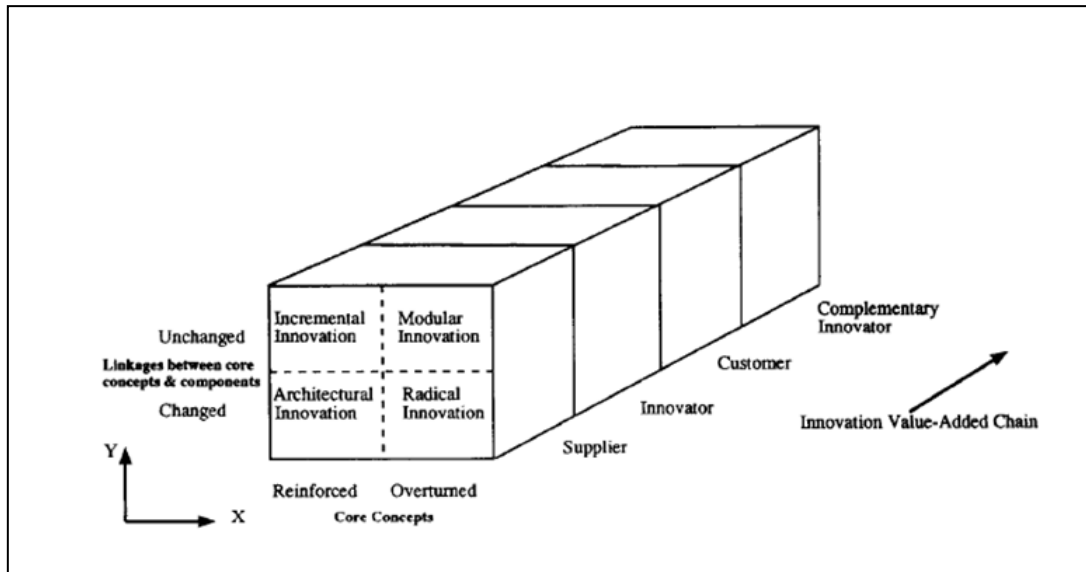 Incremental
Innovation
Modular
Innovation
Unchanged
Linkages between core
concepts & components
Changed
Architectural
Innovation
Radical
Innovation
Complementary
Innovator
Customer
Innovator
Supplier
Innovation Value-Added Chain
Y
X
Reinforced
Overturned
Core Concepts